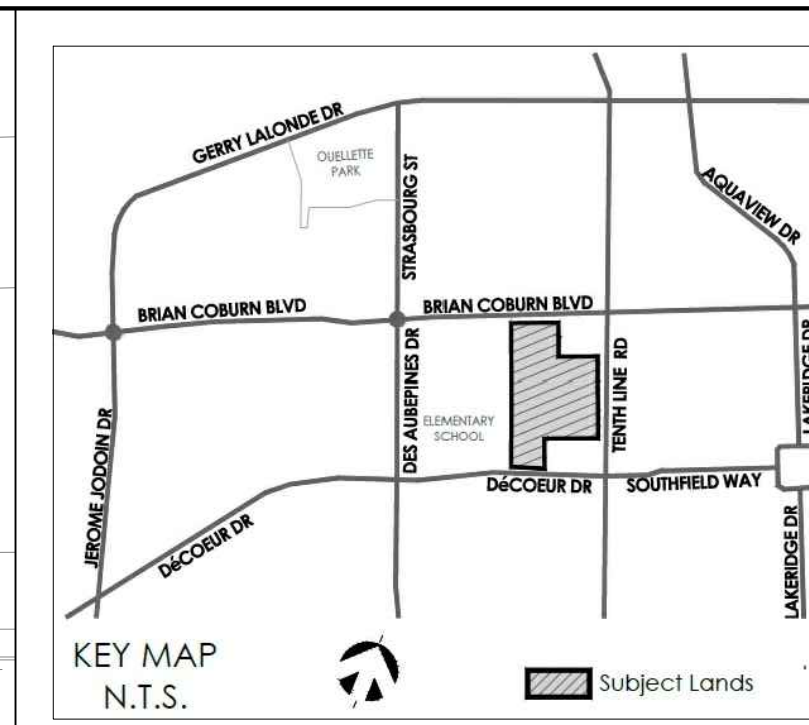 GERRY LALONDE DR
OUELLETTE
PARK
STRASBOURG ST
AQUAVIEW DR
BRIAN COBURN BLVD
BRIAN COBURN BLVD
JEROME JODOIN DR
DES AUBEPINES DR
ELEMENTARY
SCHOOL
TENTH LINE RD
LAKERIDGE DR
DéCOEUR DR
DéCOEUR DR
SOUTHFIELD WAY
LAKERIDGE DR
KEY MAP
N.T.S.
Subject Lands